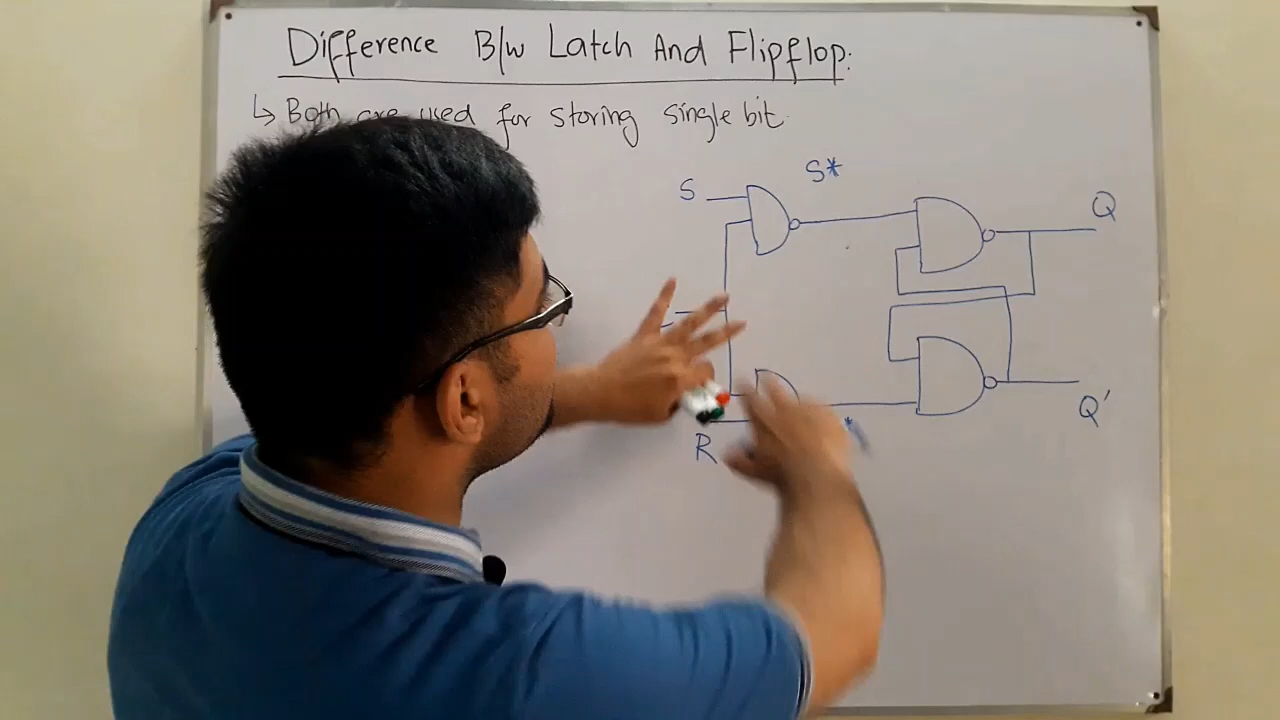 Difference B/w Latch And Flipflop:
↳ Both are used for storing single bit.
S*
S
Q
Q'
R